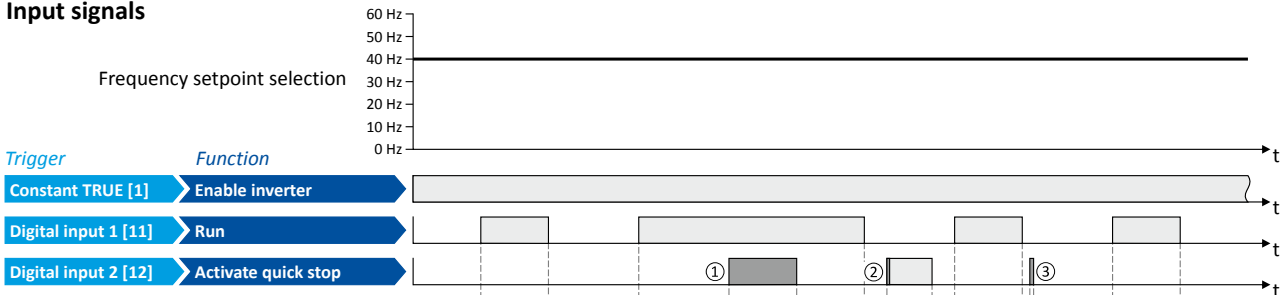 Input signals
60 Hz
50 Hz
40 Hz
Frequency setpoint selection
30 Hz
20 Hz
10 Hz
0 Hz
t
Trigger Function
Constant TRUE [1] Enable inverter
t
Digital input 1 [11] Run
t
Digital input 2 [12] Activate quick stop ① ② ③
t